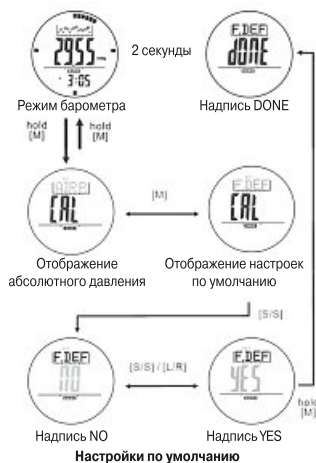 F.DEF
2955
3:05
dONE
2 секунды
Режим барометра
Надпись DONE
hold
[M]
hold
[M]
[AIRP]
CAL
[M]
F.DEF
CAL
Отображение
абсолютного давления
Отображение настроек
по умолчанию
[S/S]
F.DEF
NO
[S/S] / [L/R]
F.DEF
YES
hold
[M]
Надпись NO
Надпись YES
Настройки по умолчанию